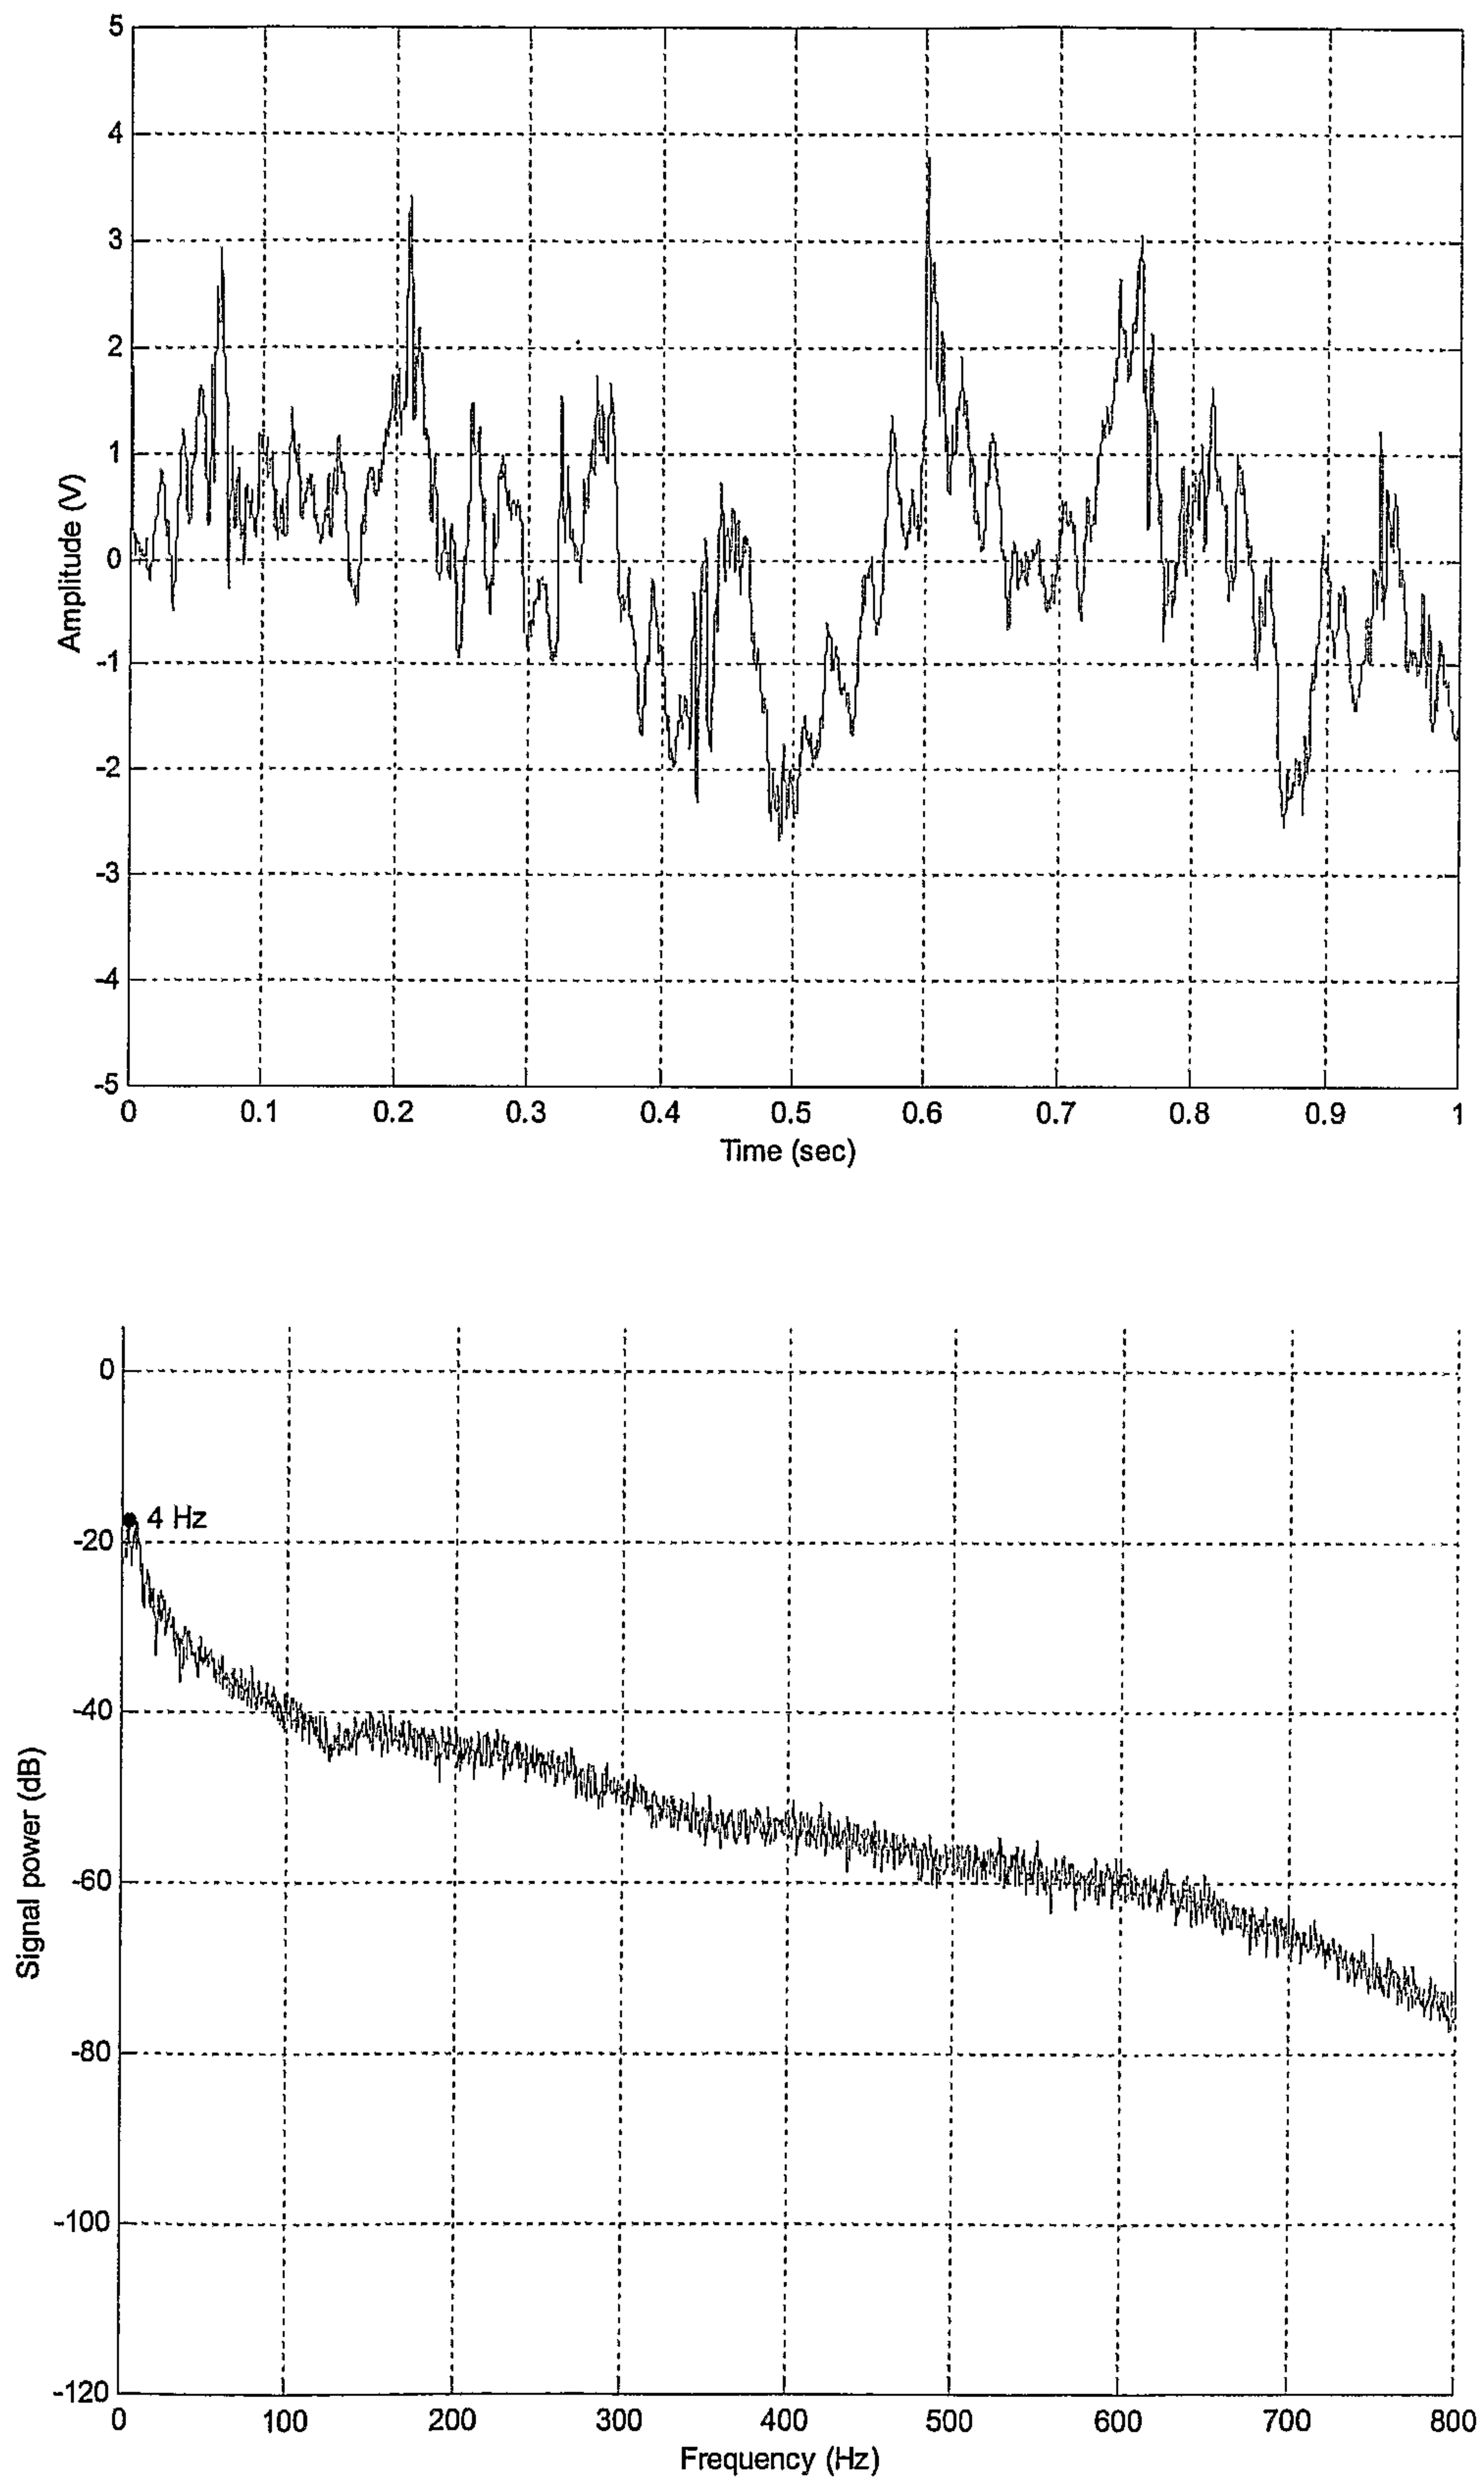 5
4
3
2
1
0
-1
-2
-3
-4
-5
Amplitude (V)
0 0.1 0.2 0.3 0.4 0.5 0.6 0.7 0.8 0.9 1
Time (sec)
0
-20
-40
-60
-80
-100
-120
4 Hz
Signal power (dB)
0 100 200 300 400 500 600 700 800
Frequency (Hz)